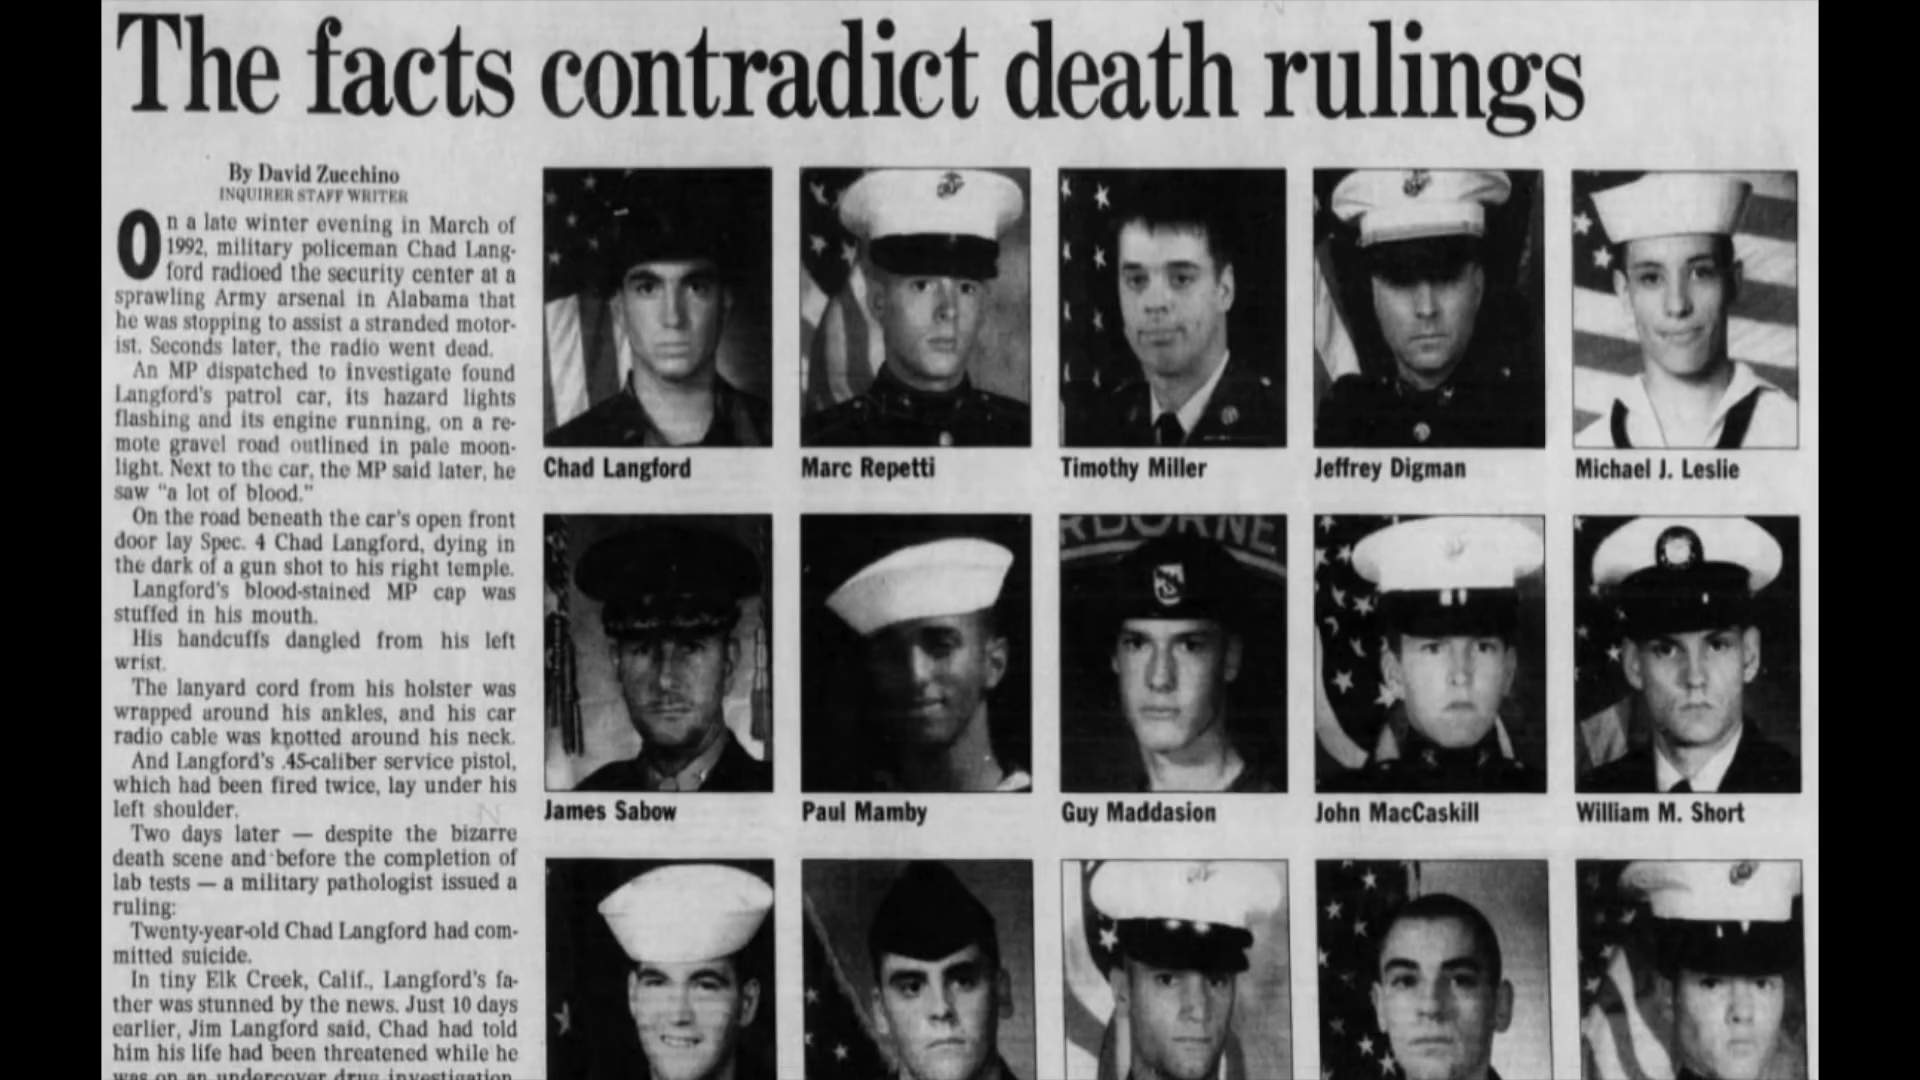 The facts contradict death rulings
By David Zucchino
INQUIRER STAFF WRITER
On a late winter evening in March of
1992, military policeman Chad Lang-
ford radioed the security center at a
sprawling Army arsenal in Alabama that
he was stopping to assist a stranded motor-
ist. Seconds later, the radio went dead.
An MP dispatched to investigate found
Langford's patrol car, its hazard lights
flashing and its engine running, on a re-
mote gravel road outlined in pale moon-
light. Next to the car, the MP said later, he
saw "a lot of blood."
On the road beneath the car's open front
door lay Spec. 4 Chad Langford, dying in
the dark of a gun shot to his right temple.
Langford's blood-stained MP cap was
stuffed in his mouth.
His handcuffs dangled from his left
wrist.
The lanyard cord from his holster was
wrapped around his ankles, and his car
radio cable was knotted around his neck.
And Langford's .45-caliber service pistol,
which had been fired twice, lay under his
left shoulder.
Two days later — despite the bizarre
death scene and before the completion of
lab tests — a military pathologist issued a
ruling:
Twenty-year-old Chad Langford had com-
mitted suicide.
In tiny Elk Creek, Calif., Langford's fa-
ther was stunned by the news. Just 10 days
earlier, Jim Langford said, Chad had told
him his life had been threatened while he
was on an undercover drug investigation.
Chad Langford
Marc Repetti
Timothy Miller
Jeffrey Digman
Michael J. Leslie
RBORNE
James Sabow
Paul Mamby
Guy Maddasion
John MacCaskill
William M. Short